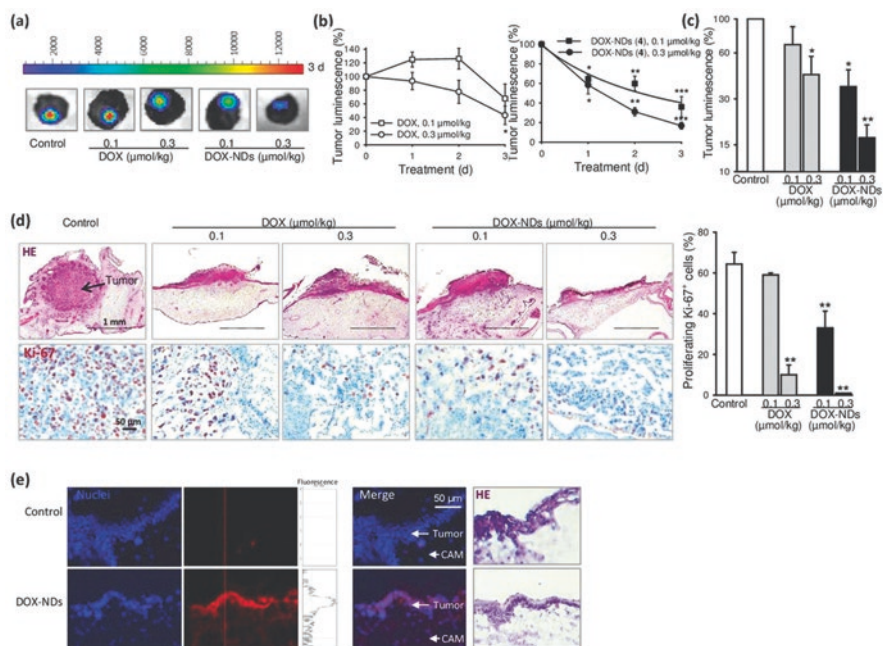 (a)
2000
4000
6000
8000
10000
12000
3 d
Control
0.1
0.3
0.1
0.3
DOX (μmol/kg)
DOX-NDs (μmol/kg)
(b)
Tumor luminescence (%)
140
120
100
80
60
40
20
0
DOX, 0.1 μmol/kg
DOX, 0.3 μmol/kg
*
0 1 2 3
Treatment (d)
Tumor luminescence (%)
100
80
60
40
20
0
DOX-NDs (4), 0.1 μmol/kg
DOX-NDs (4), 0.3 μmol/kg
*
**
***
*
**
***
0 1 2 3
Treatment (d)
(c)
Tumor luminescence (%)
100
60
30
15
10
*
*
**
Control
0.1 0.3
0.1 0.3
DOX
DOX-NDs
(μmol/kg)
(d)
Control
DOX (μmol/kg)
DOX-NDs (μmol/kg)
0.1
0.3
0.1
0.3
HE
Tumor
1 mm
Ki-67
50 μm
Proliferating Ki-67+ cells (%)
80
60
40
20
0
**
**
**
Control
0.1 0.3
0.1 0.3
DOX
DOX-NDs
(μmol/kg)
(μmol/kg)
(e)
Control
Nuclei
Fluorescence
Merge
50 μm
Tumor
CAM
HE
DOX-NDs
Tumor
CAM